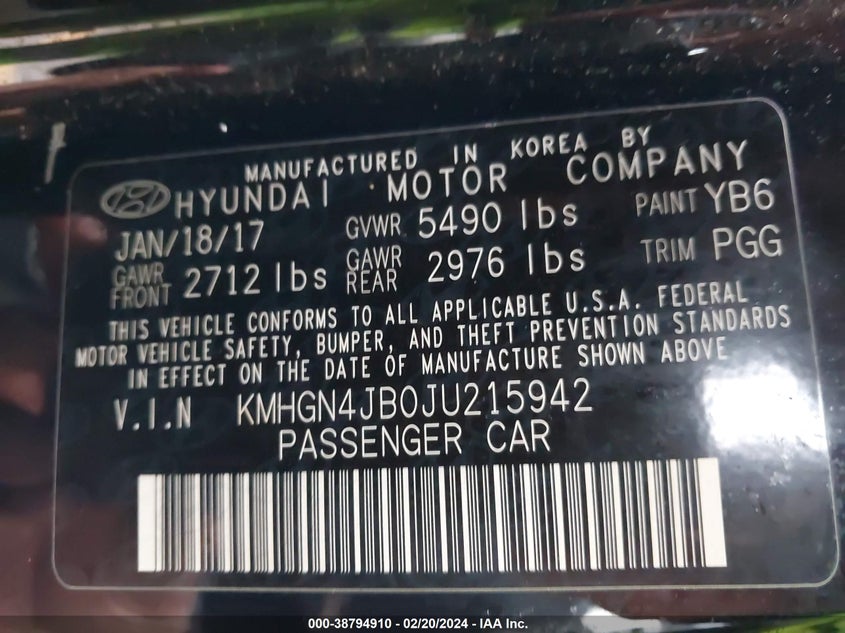 MANUFACTURED IN KOREA BY
HYUNDAI MOTOR COMPANY
JAN/18/17 GVWR 5490 lbs PAINT YB6
GAWR FRONT 2712 lbs GAWR REAR 2976 lbs TRIM PGG
THIS VEHICLE CONFORMS TO ALL APPLICABLE U.S.A. FEDERAL
MOTOR VEHICLE SAFETY, BUMPER, AND THEFT PREVENTION STANDARDS
IN EFFECT ON THE DATE OF MANUFACTURE SHOWN ABOVE
V.I.N KMHGN4JB0JU215942
PASSENGER CAR
000-38794910 - 02/20/2024 - IAA Inc.